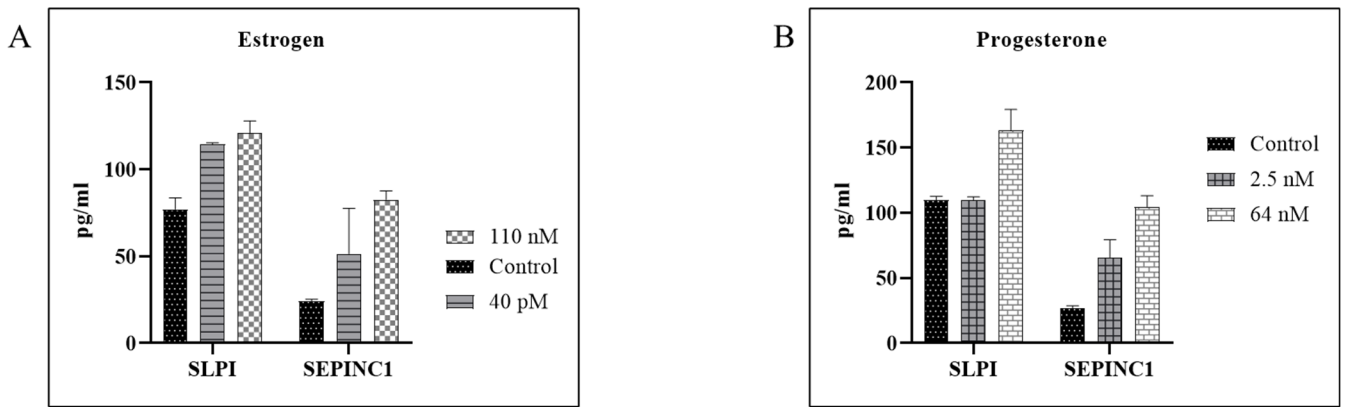 A
Estrogen
150
100
50
0
pg/ml
SLPI
SEPINC1
110 nM
Control
40 pM
B
Progesterone
200
150
100
50
0
pg/ml
SLPI
SEPINC1
Control
2.5 nM
64 nM